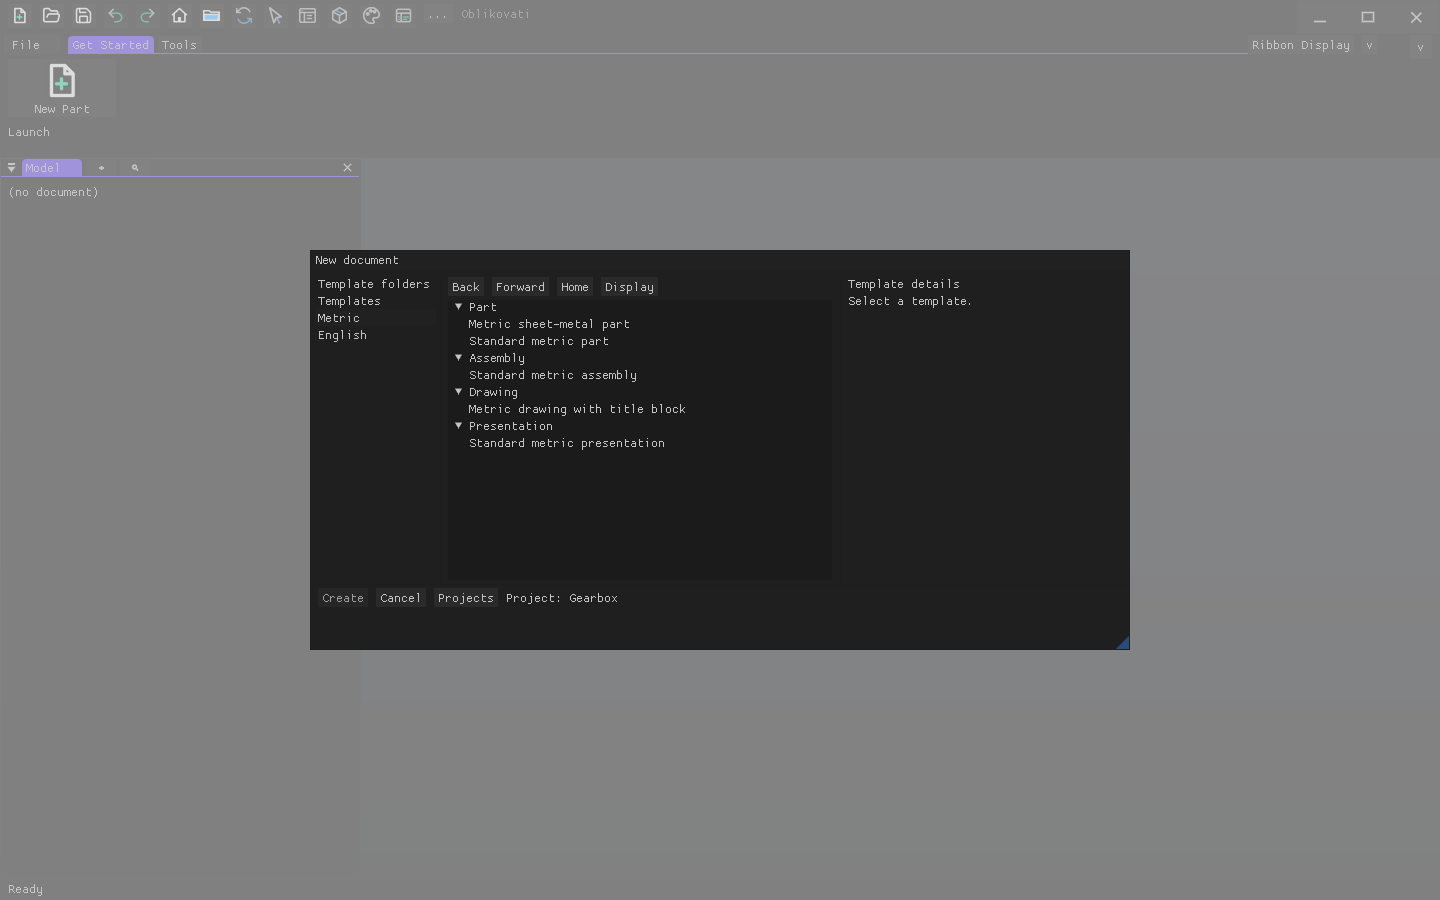 ... Oblikovati
File Get Started Tools Ribbon Display v v
New Part
Launch
Model
(no document)
New document
Template folders
Templates
Metric
English
Back Forward Home Display
Part
Metric sheet-metal part
Standard metric part
Assembly
Standard metric assembly
Drawing
Metric drawing with title block
Presentation
Standard metric presentation
Template details
Select a template.
Create Cancel Projects Project: Gearbox
Ready